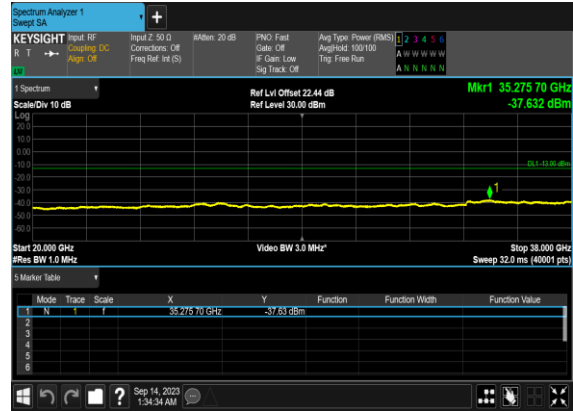 Spectrum Analyzer 1
Swept SA
+
KEYSIGHT Input: RF Input Z: 50 Ω #Atten: 20 dB PNO: Fast Avg Type: Power (RMS) 1 2 3 4 5 6
R T Coupling: DC Corrections: Off Gate: Off Avg|Hold: 100/100 A W W W W W
Align: Off Freq Ref: Int (S) IF Gain: Low Trig: Free Run
LW Sig Track: Off A N N N N N
1 Spectrum Ref Lvl Offset 22.44 dB Mkr1 35.275 70 GHz
Scale/Div 10 dB Ref Level 30.00 dBm -37.632 dBm
Log
20.0
10.0
0.00
-10.0 DL1 -13.00 dBm
-20.0
-30.0 1
-40.0
-50.0
-60.0
Start 20.000 GHz Video BW 3.0 MHz* Stop 38.000 GHz
#Res BW 1.0 MHz Sweep 32.0 ms (40001 pts)
5 Marker Table
Mode Trace Scale X Y Function Function Width Function Value
1 N 1 f 35.275 70 GHz -37.63 dBm
2
3
4
5
6
? Sep 14, 2023
1:34:34 AM